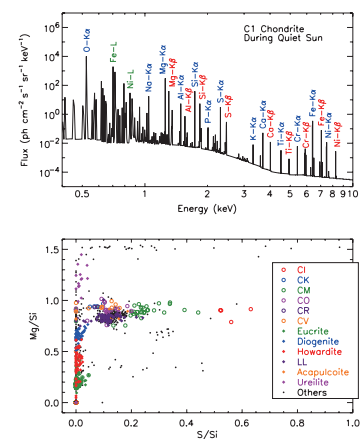 C1 Chondrite
During Quiet Sun
O-Kα
Fe-L
Ni-L
Na-Kα
Mg-Kα
Mg-Kβ
Al-Kα
Al-Kβ
Si-Kα
Si-Kβ
P-Kα
S-Kα
S-Kβ
K-Kα
Ca-Kα
Ca-Kβ
Ti-Kα
Ti-Kβ
Cr-Kα
Cr-Kβ
Fe-Kα
Fe-Kβ
Ni-Kα
Ni-Kβ
Flux (ph cm⁻² s⁻¹ sr⁻¹ keV⁻¹)
10⁶
10⁴
10²
10⁰
10⁻²
10⁻⁴
0.5 1 2 3 4 5 6 7 8 9 10
Energy (keV)
Mg/Si
1.5
1.0
0.5
0.0
CI
CK
CM
CO
CR
CV
Eucrite
Diogenite
Howardite
LL
Acapulcoite
Ureilite
Others
0.0 0.2 0.4 0.6 0.8 1.0
S/Si